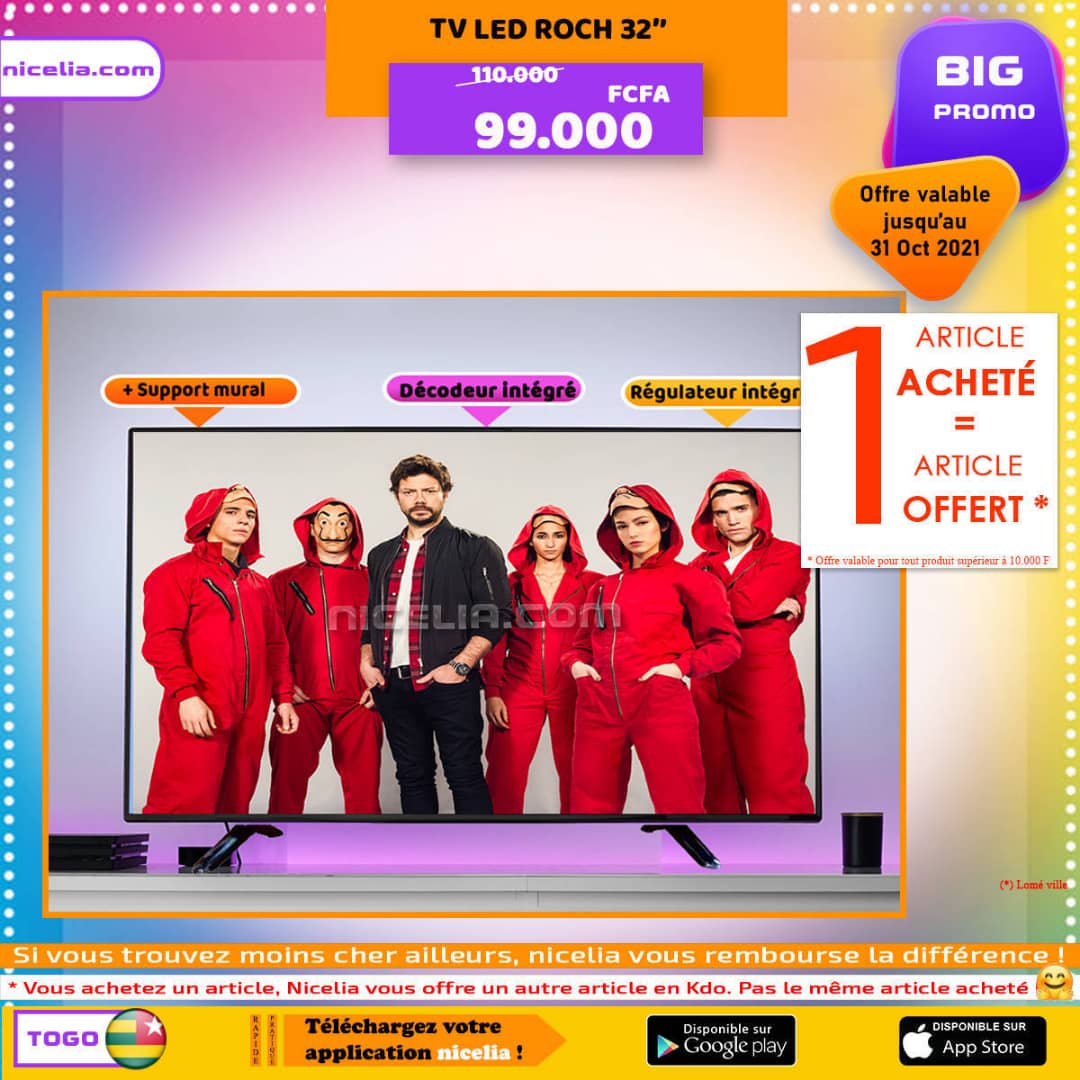 TV LED ROCH 32"
nicelia.com
110.000
FCFA
99.000
BIG
PROMO
Offre valable
jusqu'au
31 Oct 2021
+ Support mural
Décodeur intégré
Régulateur intégr
1
ARTICLE
ACHETÉ
=
ARTICLE
OFFERT *
* Offre valable pour tout produit supérieur à 10.000 F
NICELIA.COM
(*) Lomé ville
Si vous trouvez moins cher ailleurs, nicelia vous rembourse la différence !
* Vous achetez un article, Nicelia vous offre un autre article en Kdo. Pas le même article acheté
TOGO
RAPIDE
PRATIQUE
Téléchargez votre
application nicelia !
Disponible sur
Google play
DISPONIBLE SUR
App Store